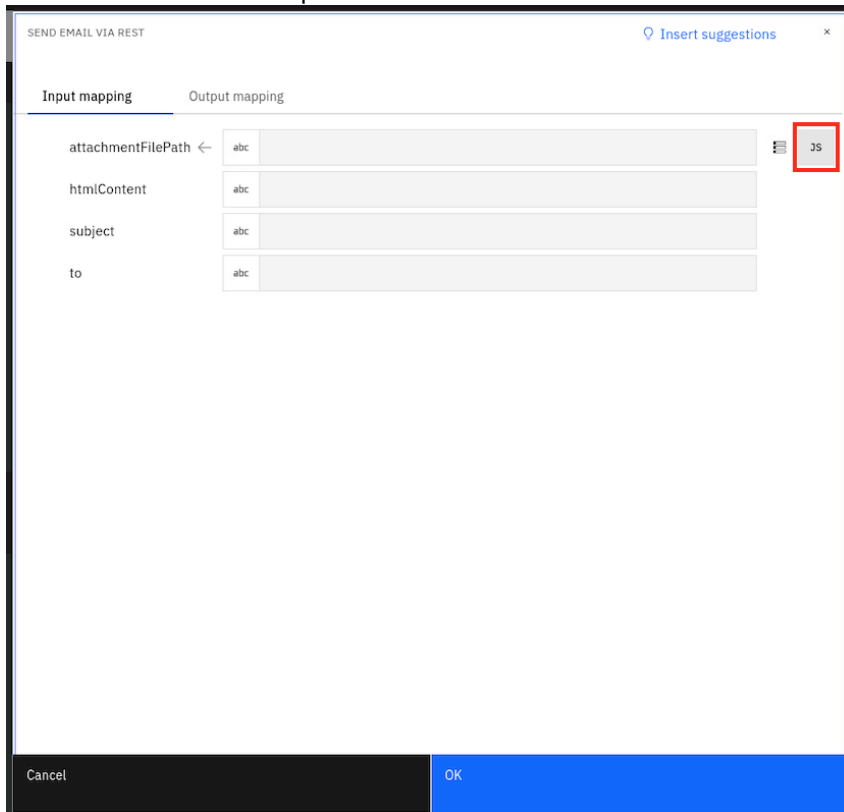 SEND EMAIL VIA REST
Insert suggestions ×
Input mapping Output mapping
attachmentFilePath ← abc JS
htmlContent abc
subject abc
to abc
Cancel OK